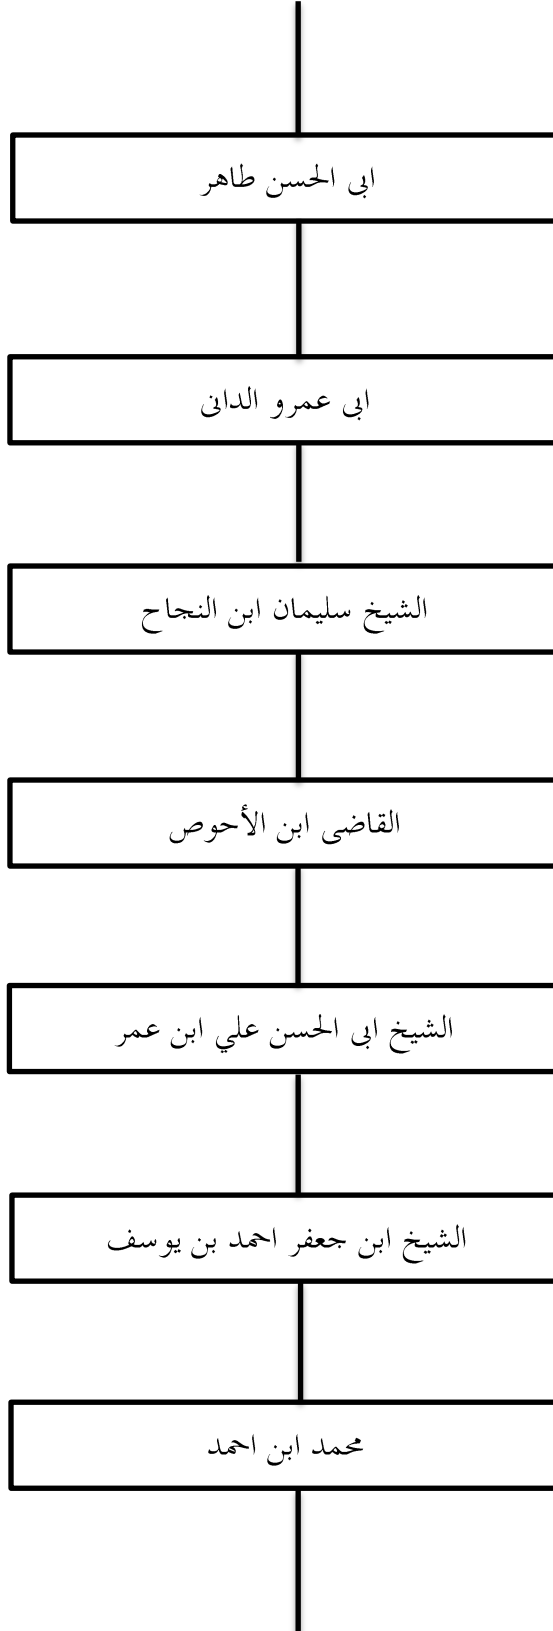 ابى الحسن طاهر
ابى عمرو الدانى
الشيخ سليمان ابن النجاح
القاضى ابن الأحوص
الشيخ ابى الحسن علي ابن عمر
الشيخ ابن جعفر احمد بن يوسف
محمد ابن احمد